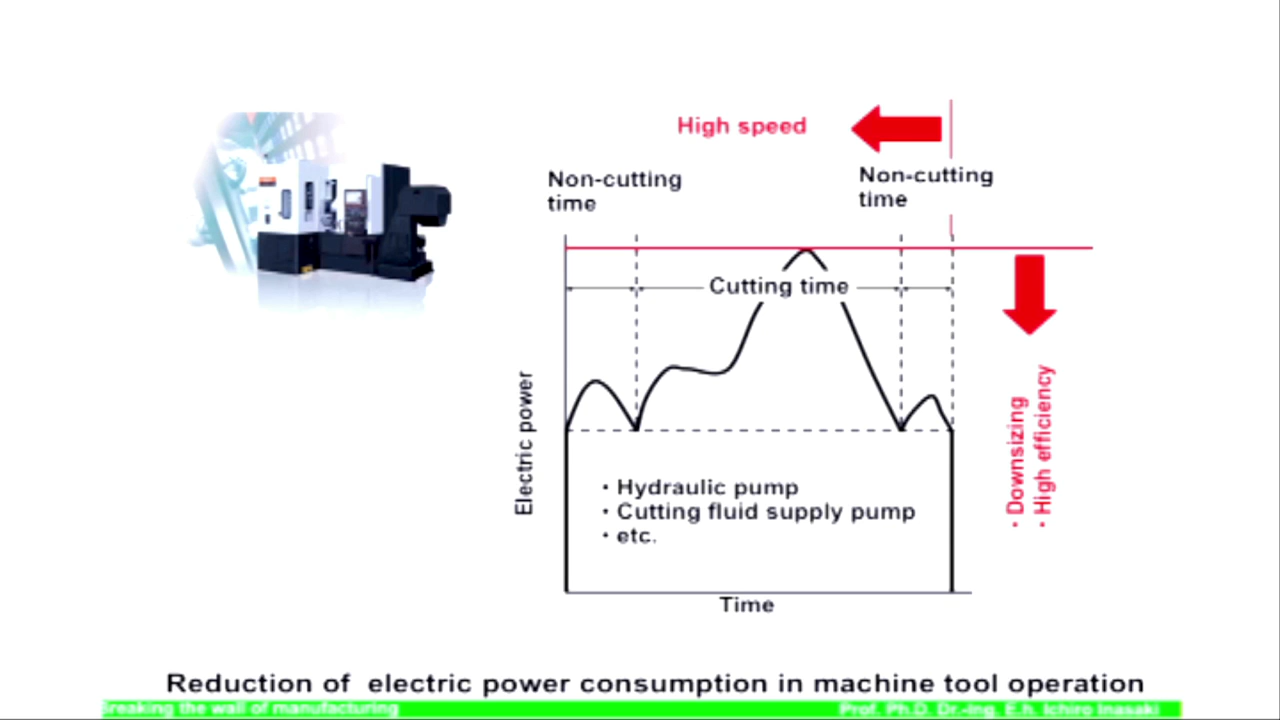 High speed
Non-cutting
time
Non-cutting
time
Cutting time
Electric power
・Hydraulic pump
・Cutting fluid supply pump
・etc.
・Downsizing
・High efficiency
Time
Reduction of electric power consumption in machine tool operation
Breaking the wall of manufacturing
Prof. Ph.D. Dr.-Ing. E.h. Ichiro Inasaki